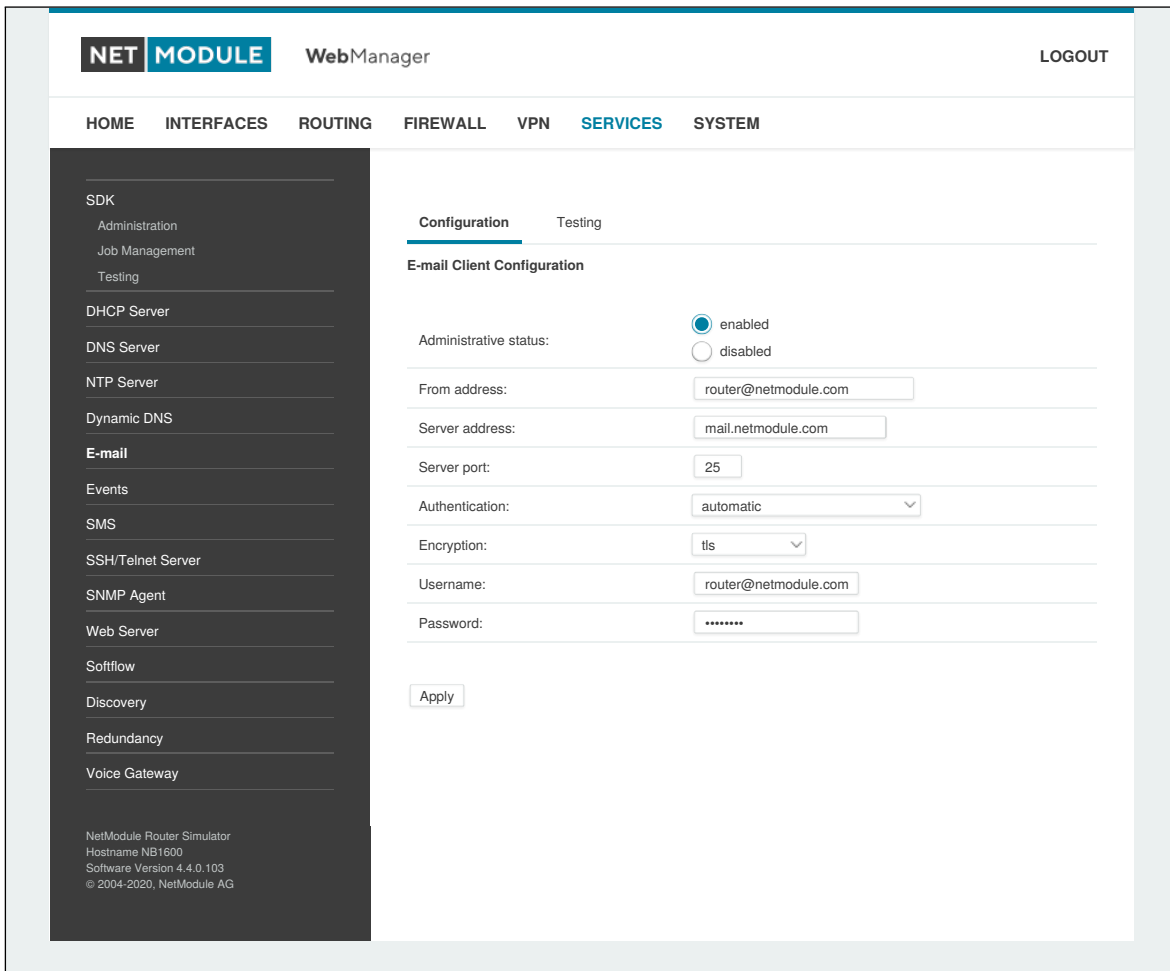 NET MODULE WebManager LOGOUT
HOME INTERFACES ROUTING FIREWALL VPN SERVICES SYSTEM
SDK
Administration
Job Management
Testing
DHCP Server
DNS Server
NTP Server
Dynamic DNS
E-mail
Events
SMS
SSH/Telnet Server
SNMP Agent
Web Server
Softflow
Discovery
Redundancy
Voice Gateway
NetModule Router Simulator
Hostname NB1600
Software Version 4.4.0.103
© 2004-2020, NetModule AG
Configuration Testing
E-mail Client Configuration
Administrative status: enabled
disabled
From address: router@netmodule.com
Server address: mail.netmodule.com
Server port: 25
Authentication: automatic
Encryption: tls
Username: router@netmodule.com
Password: ••••••••
Apply